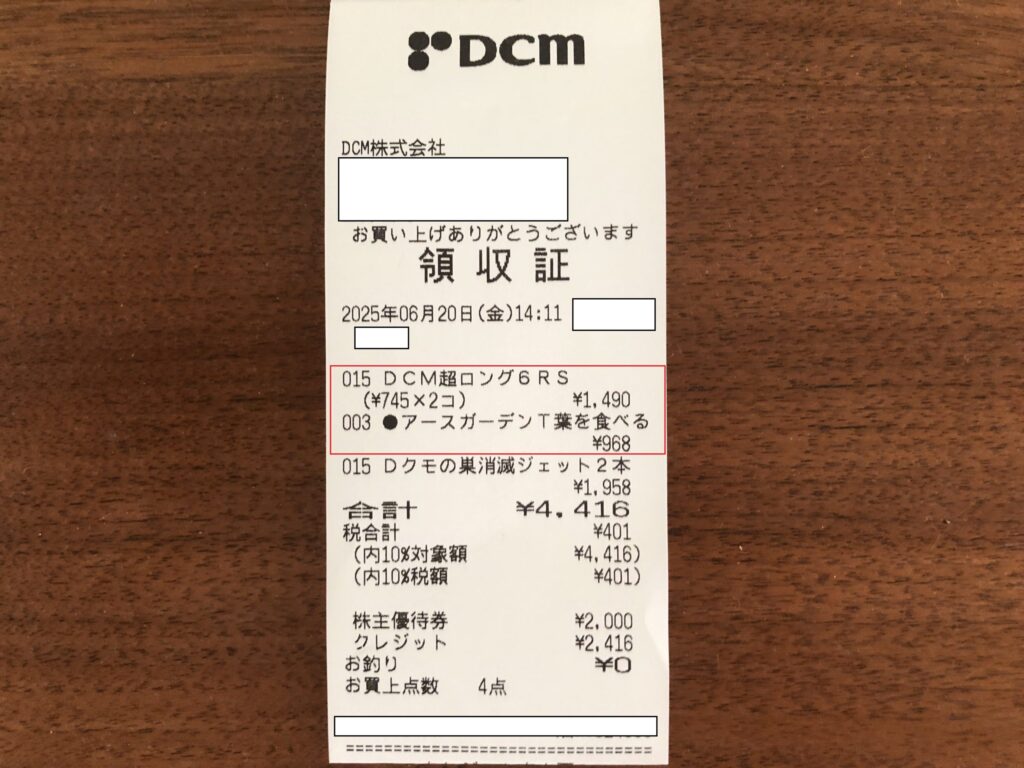 DCM
DCM株式会社
お買い上げありがとうございます
領収証
2025年06月20日(金)14:11
015 DCM超ロング6RS
(¥745×2コ) ¥1,490
003 ●アースガーデンT葉を食べる
¥968
015 Dクモの巣消滅ジェット2本
¥1,958
合計 ¥4,416
税合計 ¥401
(内10%対象額 ¥4,416)
(内10%税額 ¥401)
株主優待券 ¥2,000
クレジット ¥2,416
お釣り ¥0
お買上点数 4点